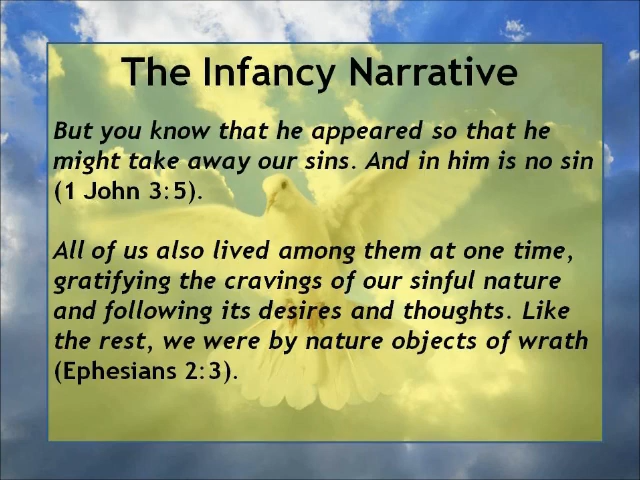 The Infancy Narrative
But you know that he appeared so that he
might take away our sins. And in him is no sin
(1 John 3:5).
All of us also lived among them at one time,
gratifying the cravings of our sinful nature
and following its desires and thoughts. Like
the rest, we were by nature objects of wrath
(Ephesians 2:3).